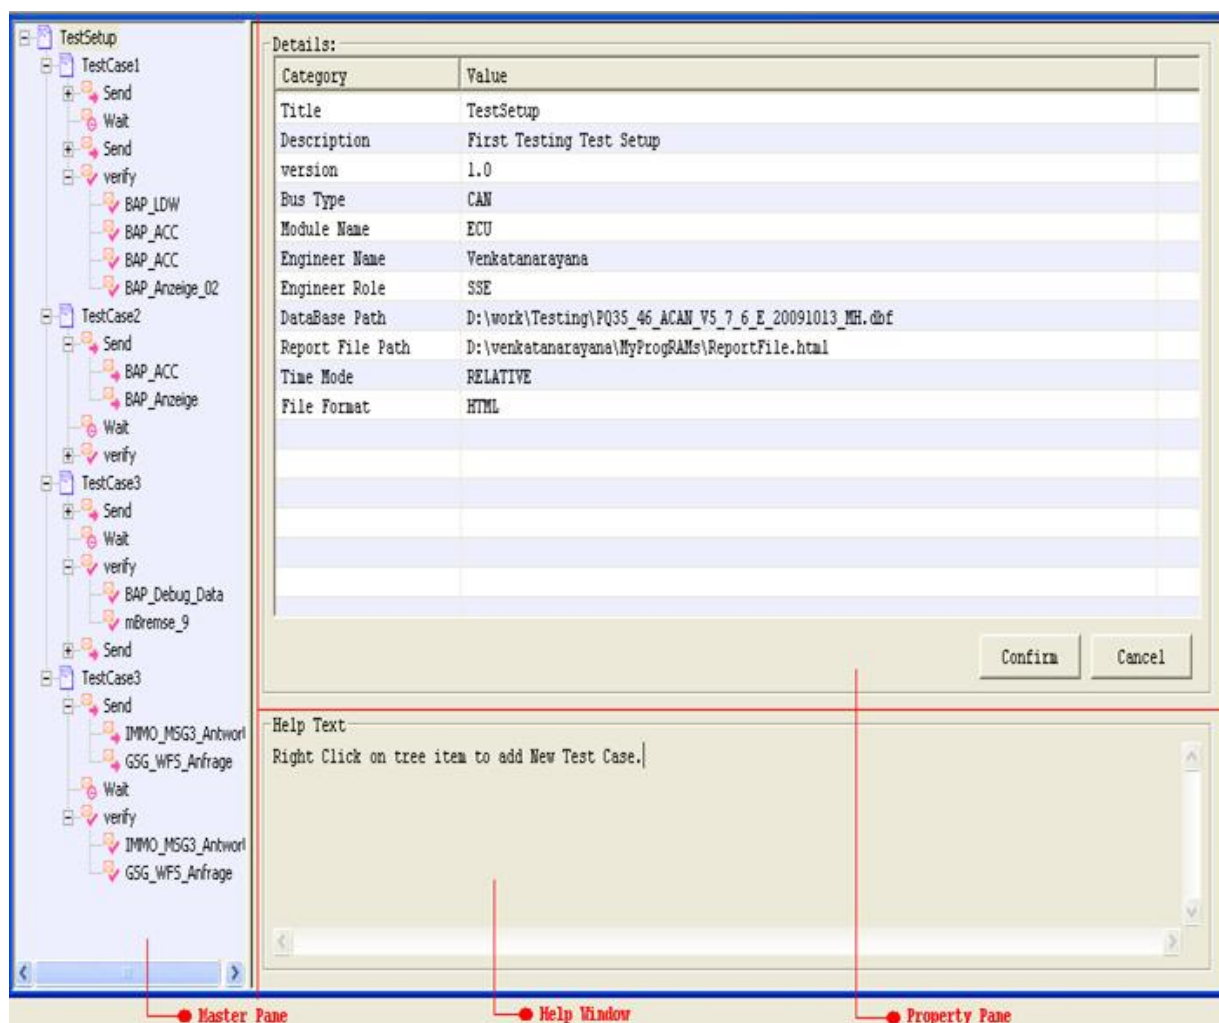 TestSetup
TestCase1
Send
Wait
Send
verify
BAP_LDW
BAP_ACC
BAP_ACC
BAP_Anzeige_02
TestCase2
Send
BAP_ACC
BAP_Anzeige
Wait
verify
TestCase3
Send
Wait
verify
BAP_Debug_Data
mBremse_9
Send
TestCase3
Send
IMMO_MSG3_Antwort
GSG_WFS_Anfrage
Wait
verify
IMMO_MSG3_Antwort
GSG_WFS_Anfrage
Details:
Category Value
Title TestSetup
Description First Testing Test Setup
version 1.0
Bus Type CAN
Module Name ECU
Engineer Name Venkatanarayana
Engineer Role SSE
DataBase Path D:\work\Testing\PQ35_46_ACAN_V5_7_6_E_20091013_MH.dbf
Report File Path D:\venkatanarayana\MyProgRAMs\ReportFile.html
Time Mode RELATIVE
File Format HTML
Confirm Cancel
Help Text
Right Click on tree item to add New Test Case.
Master Pane Help Window Property Pane